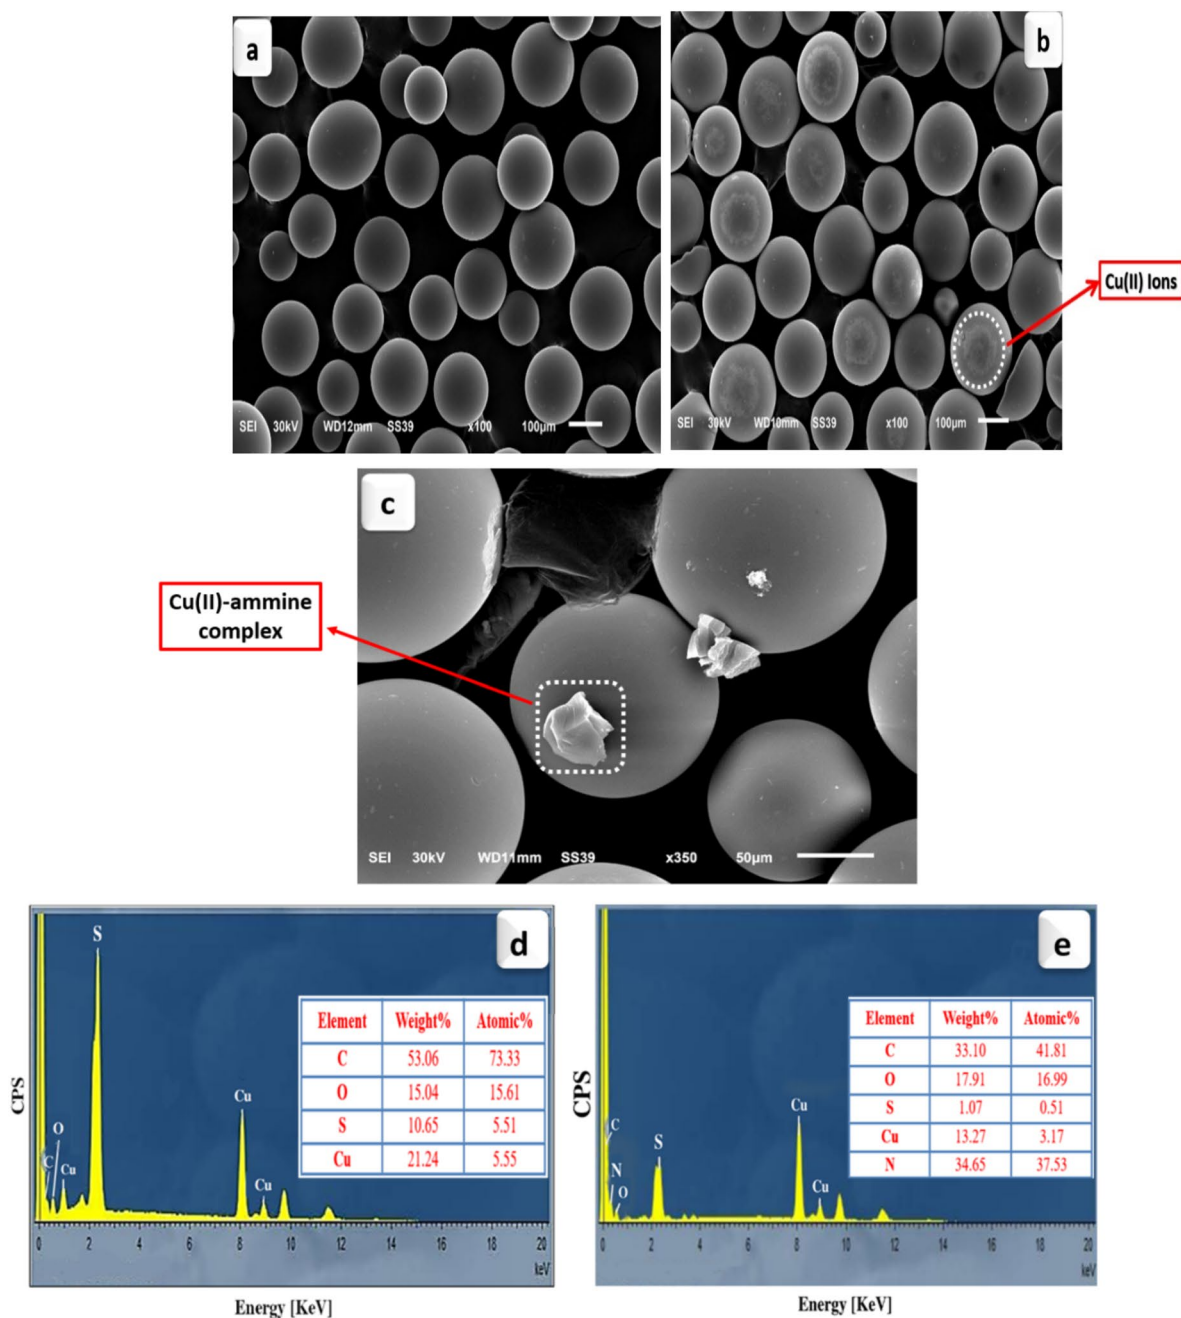 a
SEI 30kV WD12mm SS39 x100 100µm
b
SEI 30kV WD10mm SS39 x100 100µm
Cu(II) Ions
c
Cu(II)-ammine
complex
SEI 30kV WD11mm SS39 x350 50µm
d
S
O
C
Cu
Cu
Cu
Element Weight% Atomic%
C 53.06 73.33
O 15.04 15.61
S 10.65 5.51
Cu 21.24 5.55
CPS
0 2 4 6 8 10 12 14 16 18 20
keV
Energy [KeV]
e
C
N
O
S
Cu
Cu
Element Weight% Atomic%
C 33.10 41.81
O 17.91 16.99
S 1.07 0.51
Cu 13.27 3.17
N 34.65 37.53
CPS
0 2 4 6 8 10 12 14 16 18 20
keV
Energy [KeV]